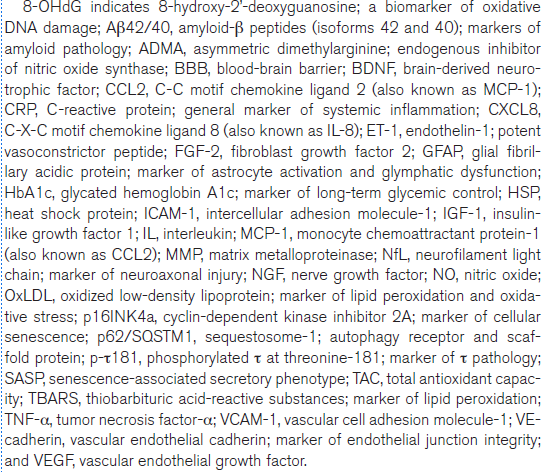 8-OHdG indicates 8-hydroxy-2'-deoxyguanosine; a biomarker of oxidative
DNA damage; Aβ42/40, amyloid-β peptides (isoforms 42 and 40); markers of
amyloid pathology; ADMA, asymmetric dimethylarginine; endogenous inhibitor
of nitric oxide synthase; BBB, blood-brain barrier; BDNF, brain-derived neuro-
trophic factor; CCL2, C-C motif chemokine ligand 2 (also known as MCP-1);
CRP, C-reactive protein; general marker of systemic inflammation; CXCL8,
C-X-C motif chemokine ligand 8 (also known as IL-8); ET-1, endothelin-1; potent
vasoconstrictor peptide; FGF-2, fibroblast growth factor 2; GFAP, glial fibril-
lary acidic protein; marker of astrocyte activation and glymphatic dysfunction;
HbA1c, glycated hemoglobin A1c; marker of long-term glycemic control; HSP,
heat shock protein; ICAM-1, intercellular adhesion molecule-1; IGF-1, insulin-
like growth factor 1; IL, interleukin; MCP-1, monocyte chemoattractant protein-1
(also known as CCL2); MMP, matrix metalloproteinase; NfL, neurofilament light
chain; marker of neuroaxonal injury; NGF, nerve growth factor; NO, nitric oxide;
OxLDL, oxidized low-density lipoprotein; marker of lipid peroxidation and oxida-
tive stress; p16INK4a, cyclin-dependent kinase inhibitor 2A; marker of cellular
senescence; p62/SQSTM1, sequestosome-1; autophagy receptor and scaf-
fold protein; p-τ181, phosphorylated τ at threonine-181; marker of τ pathology;
SASP, senescence-associated secretory phenotype; TAC, total antioxidant capac-
ity; TBARS, thiobarbituric acid-reactive substances; marker of lipid peroxidation;
TNF-α, tumor necrosis factor-α; VCAM-1, vascular cell adhesion molecule-1; VE-
cadherin, vascular endothelial cadherin; marker of endothelial junction integrity;
and VEGF, vascular endothelial growth factor.